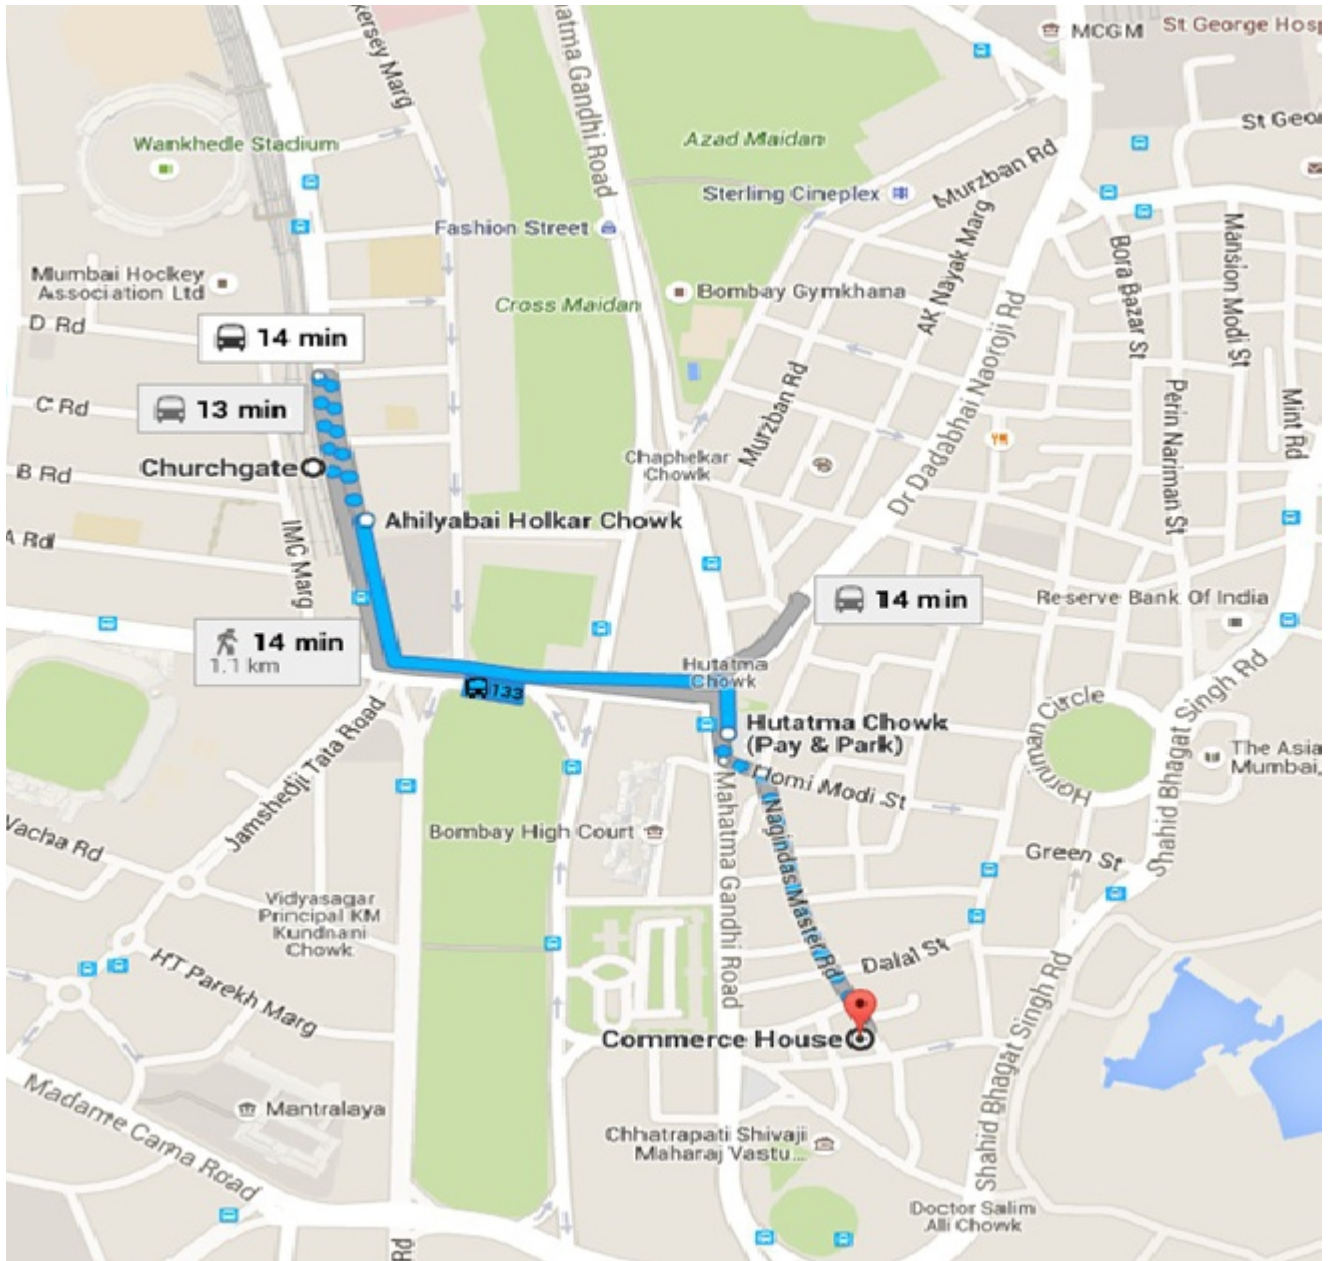 kersey Marg
atma Gandhi Road
MCGM
St George Hosp
Wankhedle Stadium
Azad Maidan
St Geor
Murzban Rd
Sterling Cineplex
AK Nayak Marg
Fashion Street
Mumbai Hockey
Association Ltd
Cross Maidan
Bombay Gymkhana
Bora Bazar St
Mansion Modi St
D Rd
14 min
Dr Dadabhai Naoroji Rd
C Rd
13 min
Murzban Rd
Perin Nariman St
Mint Rd
Churchgate
B Rd
Chaphekar
Chowk
Ahilyabai Holkar Chowk
A Rd
IMC Marg
14 min
Reserve Bank Of India
14 min
1.1 km
133
Hutatma
Chowk
Hutatma Chowk
(Pay & Park)
Horniman Circle
Shahid Bhagat Singh Rd
The Asia
Mumbai,
Homi Modi St
Jamshedji Tata Road
Vacha Rd
Bombay High Court
Mahatma Gandhi Road
Nagindas Master Rd
Green St
Vidyasagar
Principal KM
Kundnani
Chowk
Dalal St
HT Parekh Marg
Commerce House
Shahid Bhagat Singh Rd
Madame Cama Road
Mantralaya
Chhatrapati Shivaji
Maharaj Vastu...
Doctor Salim
Alli Chowk
Rd